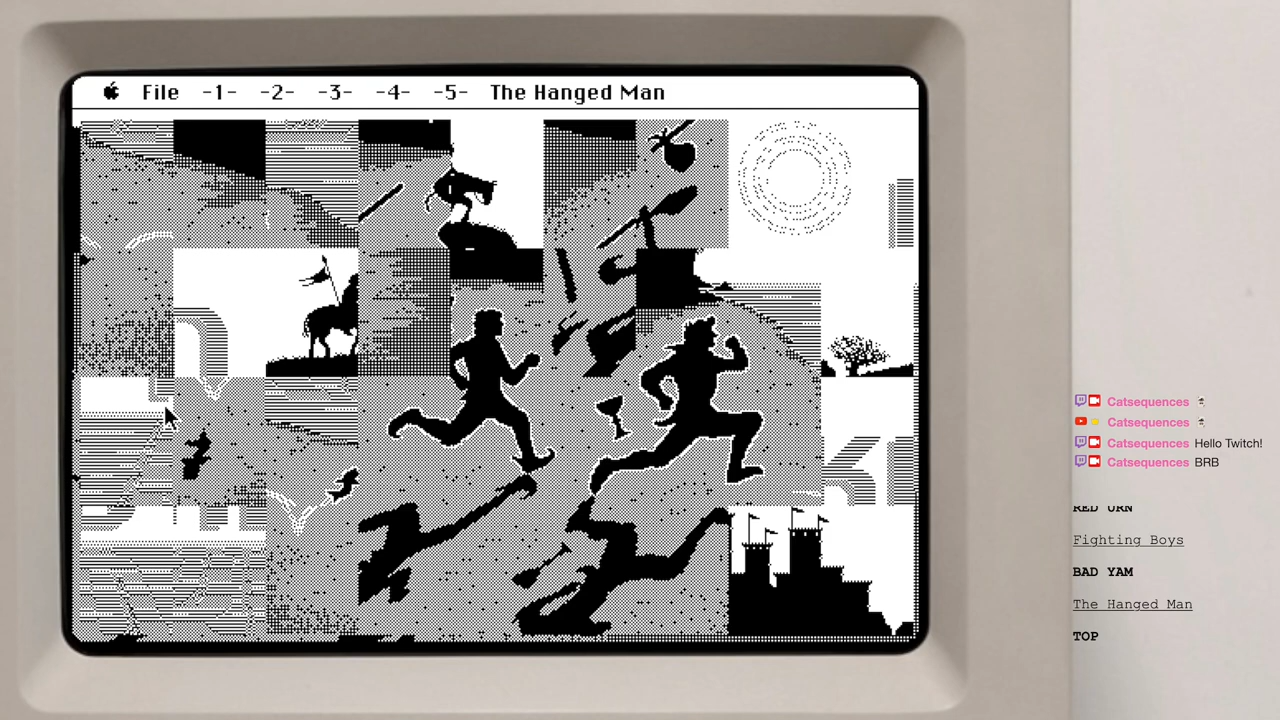 File -1- -2- -3- -4- -5- The Hanged Man
Catsequences
Catsequences
Catsequences Hello Twitch!
Catsequences BRB
RED URN
Fighting Boys
BAD YAM
The Hanged Man
TOP